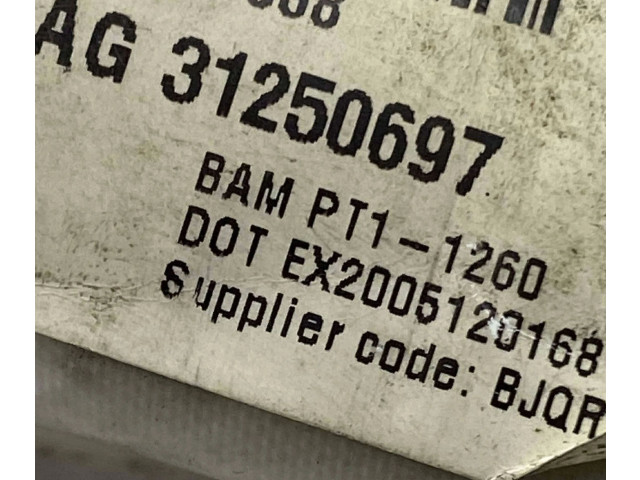 AG 31250697
BAM PT1-1260
DOT EX2005120168
Supplier code: BJQR